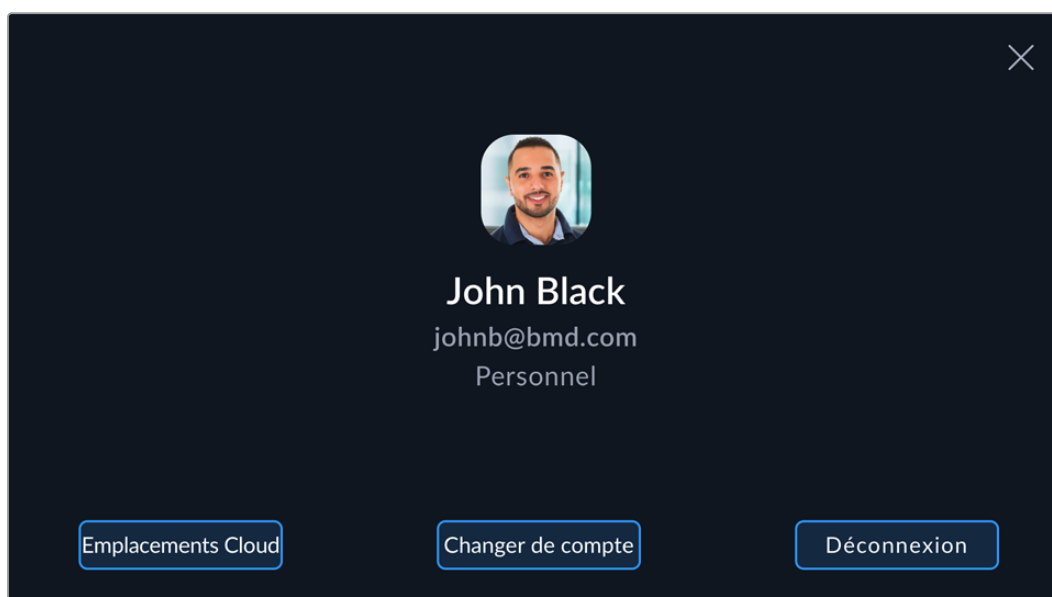 John Black
johnb@bmd.com
Personnel
Emplacements Cloud
Changer de compte
Déconnexion